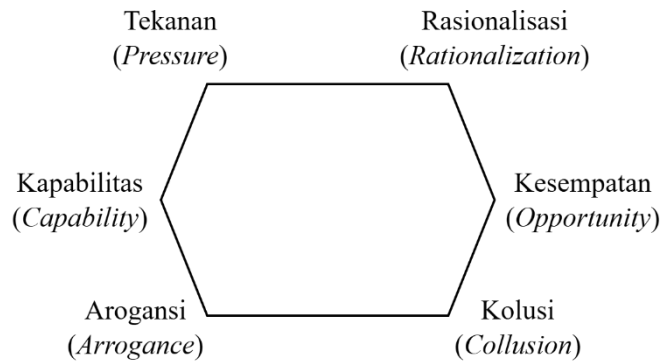 Tekanan
(Pressure)
Rasionalisasi
(Rationalization)
Kapabilitas
(Capability)
Kesempatan
(Opportunity)
Arogansi
(Arrogance)
Kolusi
(Collusion)